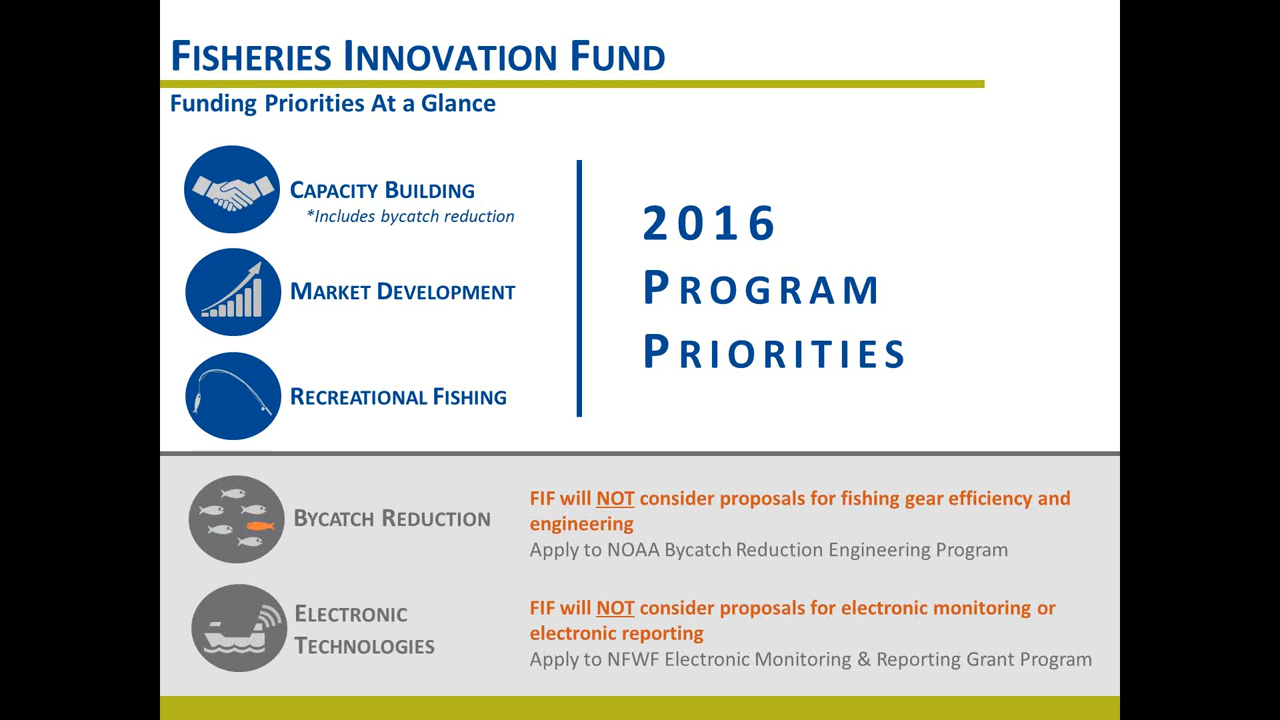 FISHERIES INNOVATION FUND
Funding Priorities At a Glance
CAPACITY BUILDING
*Includes bycatch reduction
MARKET DEVELOPMENT
RECREATIONAL FISHING
2016
PROGRAM
PRIORITIES
BYCATCH REDUCTION
FIF will NOT consider proposals for fishing gear efficiency and
engineering
Apply to NOAA Bycatch Reduction Engineering Program
ELECTRONIC
TECHNOLOGIES
FIF will NOT consider proposals for electronic monitoring or
electronic reporting
Apply to NFWF Electronic Monitoring & Reporting Grant Program